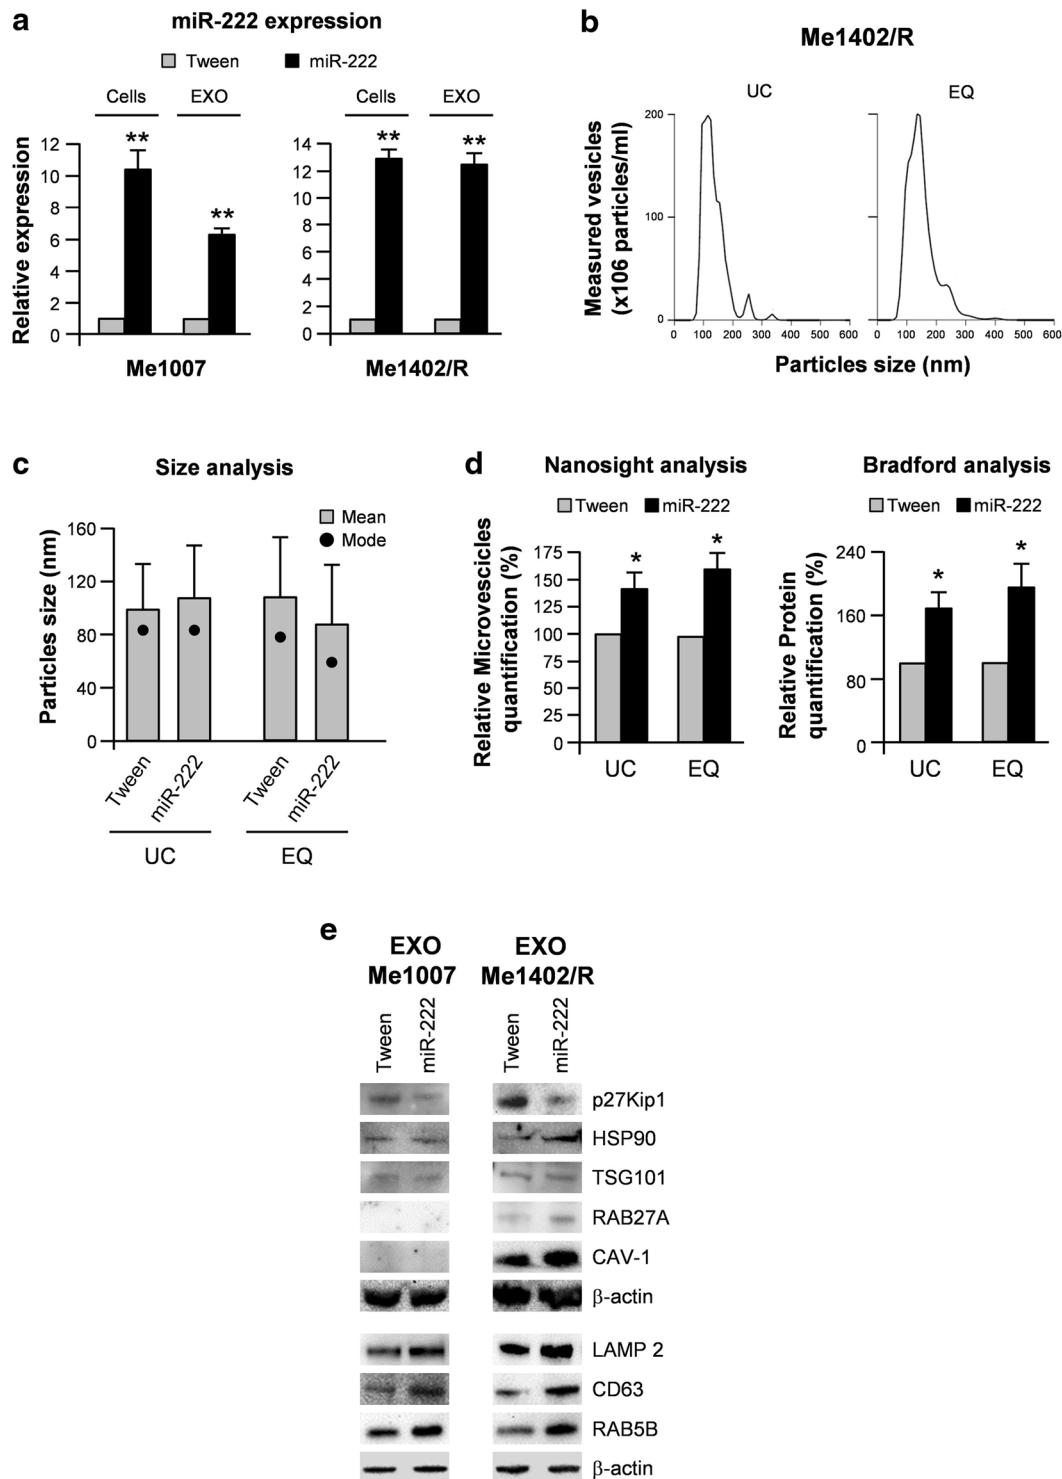 a
miR-222 expression
Tween miR-222
Cells EXO
Cells EXO
Relative expression
12
10
8
6
4
2
0
** **
Me1007
14
12
10
8
6
4
2
0
** **
Me1402/R
b
Me1402/R
UC EQ
Measured vesicles
(x106 particles/ml)
200
100
0
0 100 200 300 400 500 600
0 100 200 300 400 500 600
Particles size (nm)
c
Size analysis
Mean
Mode
Particles size (nm)
160
120
80
40
0
Tween miR-222 Tween miR-222
UC EQ
d
Nanosight analysis
Tween miR-222
Relative Microvescicles
quantification (%)
175
150
125
100
75
50
25
0
* *
UC EQ
Bradford analysis
Tween miR-222
Relative Protein
quantification (%)
240
160
80
0
* *
UC EQ
e
EXO
Me1007
EXO
Me1402/R
Tween miR-222 Tween miR-222
p27Kip1
HSP90
TSG101
RAB27A
CAV-1
β-actin
LAMP 2
CD63
RAB5B
β-actin